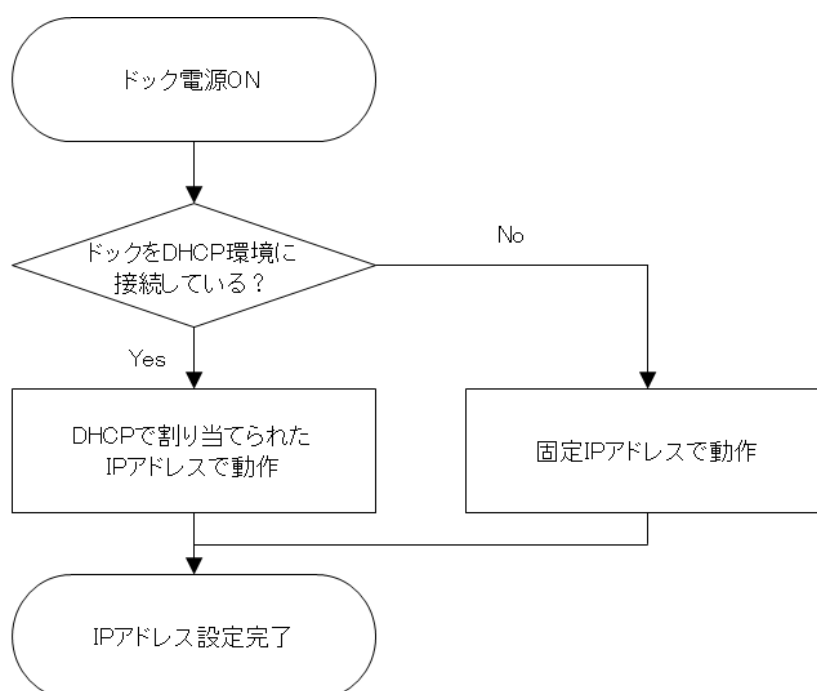 ドック電源ON
ドックをDHCP環境に
接続している？
No
Yes
DHCPで割り当てられた
IPアドレスで動作
固定IPアドレスで動作
IPアドレス設定完了